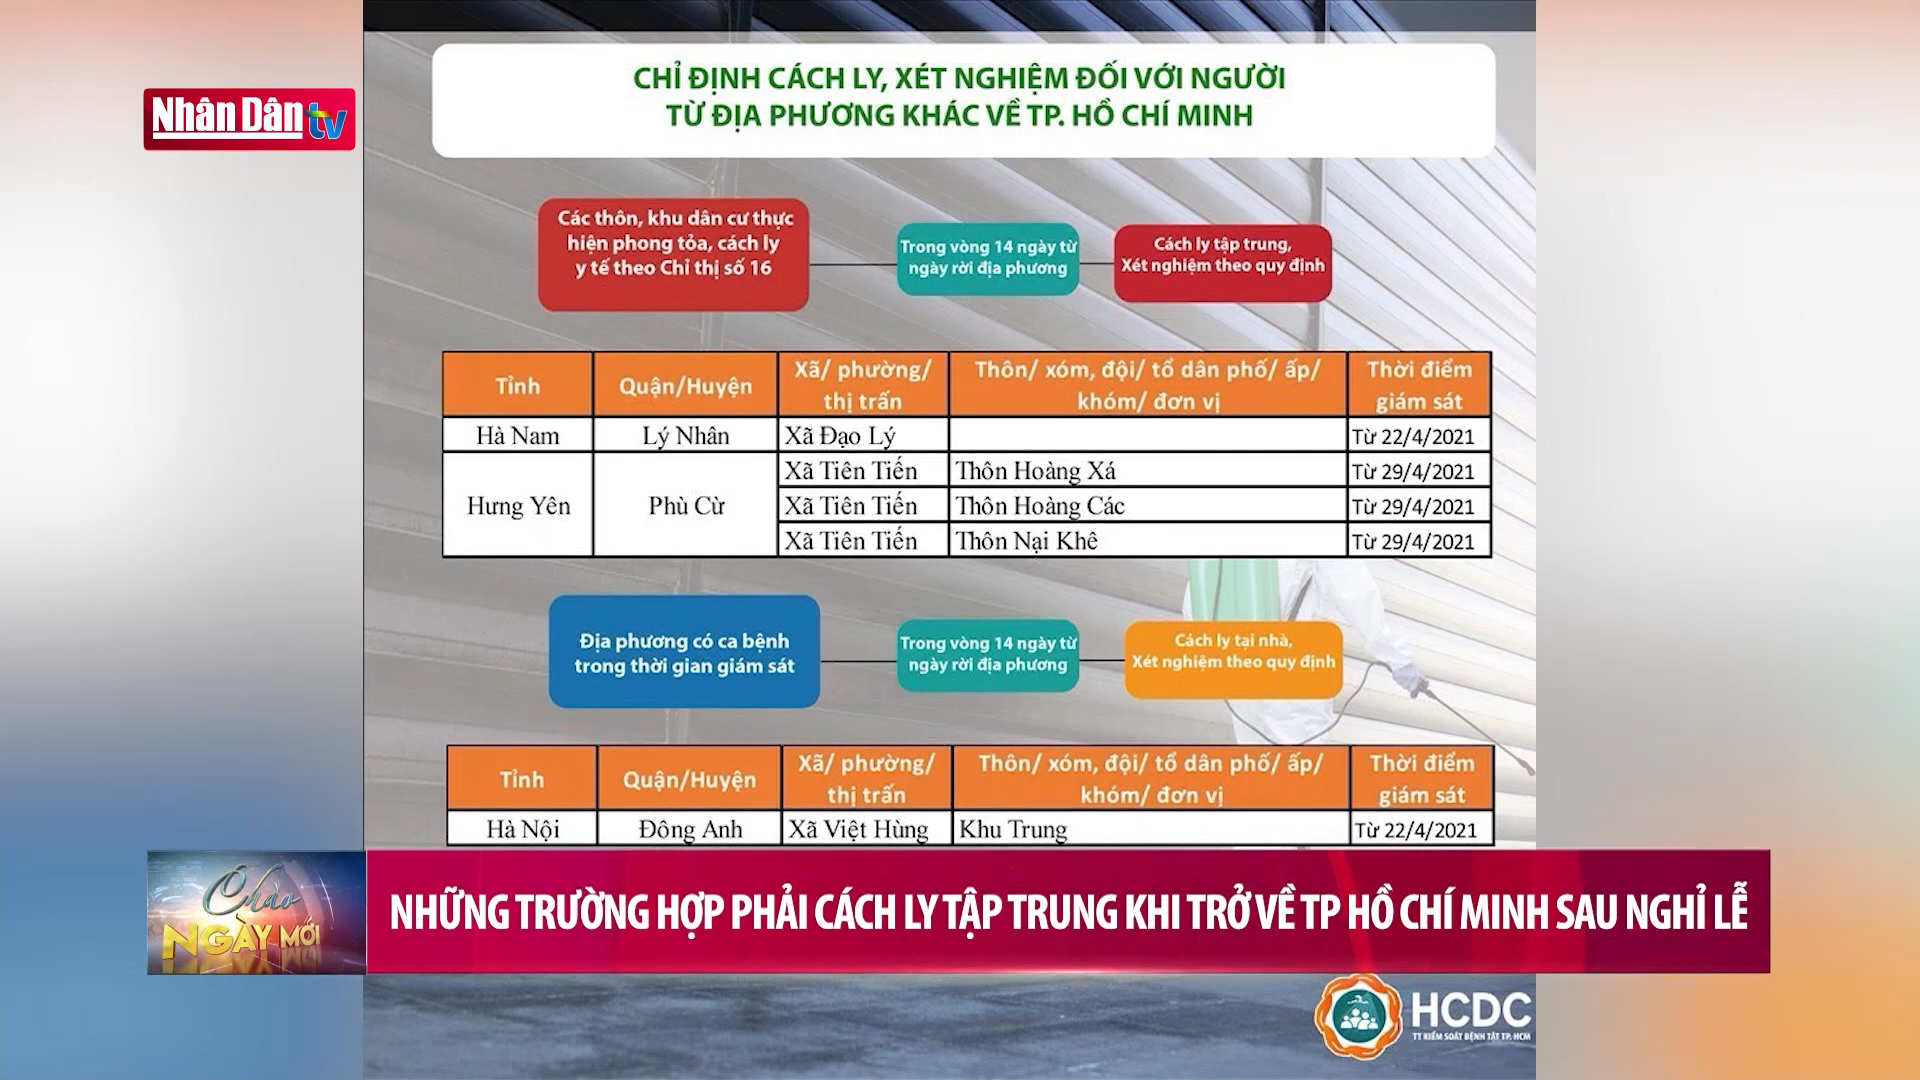 CHỈ ĐỊNH CÁCH LY, XÉT NGHIỆM ĐỐI VỚI NGƯỜI
TỪ ĐỊA PHƯƠNG KHÁC VỀ TP. HỒ CHÍ MINH
Nhân Dân tv
Các thôn, khu dân cư thực
hiện phong tỏa, cách ly
y tế theo Chỉ thị số 16
Trong vòng 14 ngày từ
ngày rời địa phương
Cách ly tập trung,
Xét nghiệm theo quy định
Tỉnh Quận/Huyện Xã/ phường/ thị trấn Thôn/ xóm, đội/ tổ dân phố/ ấp/ khóm/ đơn vị Thời điểm giám sát
Hà Nam Lý Nhân Xã Đạo Lý Từ 22/4/2021
Hưng Yên Phù Cừ Xã Tiên Tiến Thôn Hoàng Xá Từ 29/4/2021
Xã Tiên Tiến Thôn Hoàng Các Từ 29/4/2021
Xã Tiên Tiến Thôn Nại Khê Từ 29/4/2021
Địa phương có ca bệnh
trong thời gian giám sát
Trong vòng 14 ngày từ
ngày rời địa phương
Cách ly tại nhà,
Xét nghiệm theo quy định
Tỉnh Quận/Huyện Xã/ phường/ thị trấn Thôn/ xóm, đội/ tổ dân phố/ ấp/ khóm/ đơn vị Thời điểm giám sát
Hà Nội Đông Anh Xã Việt Hùng Khu Trung Từ 22/4/2021
Chào
NGÀY MỚI
NHỮNG TRƯỜNG HỢP PHẢI CÁCH LY TẬP TRUNG KHI TRỞ VỀ TP HỒ CHÍ MINH SAU NGHỈ LỄ
HCDC
TT KIỂM SOÁT BỆNH TẬT TP. HCM